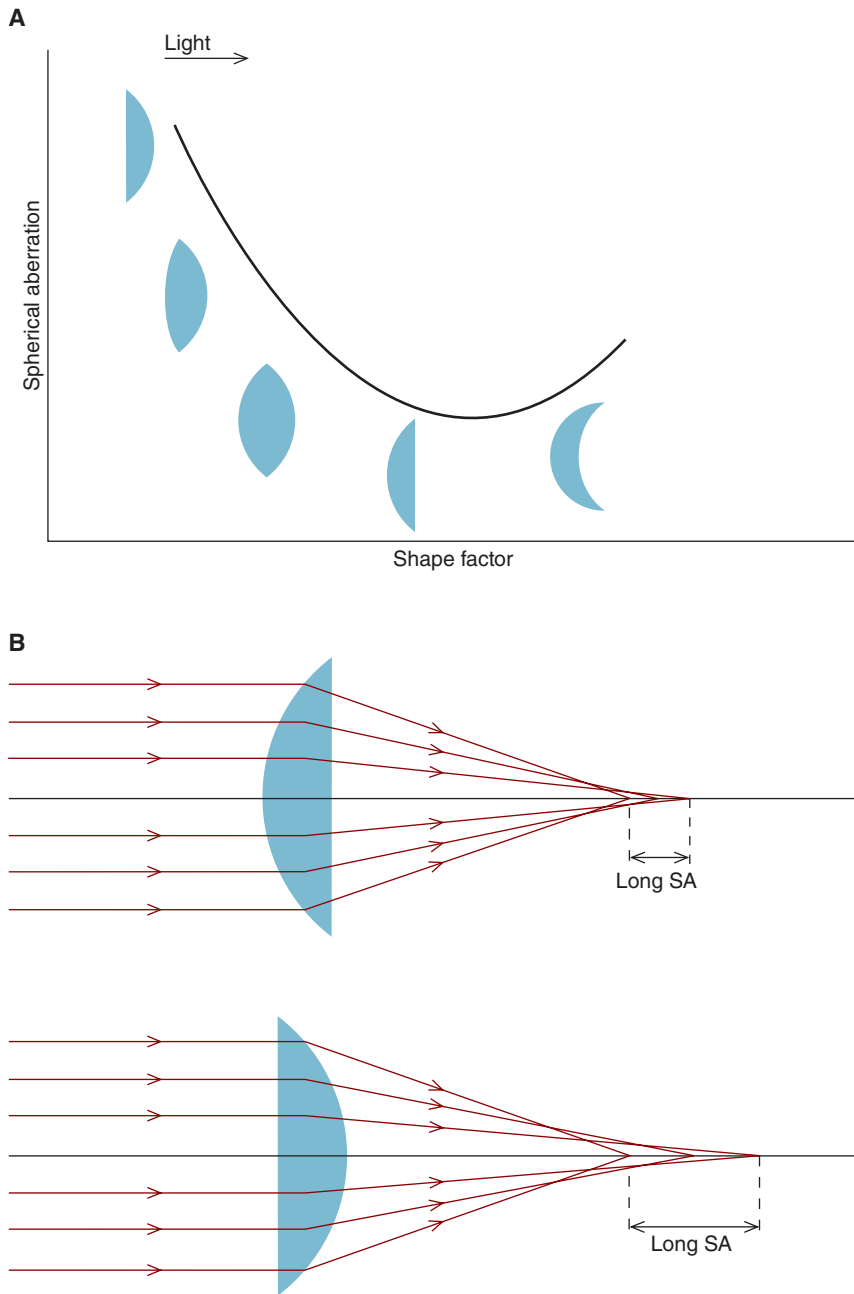 A
Light
Spherical aberration
Shape factor
B
Long SA
Long SA